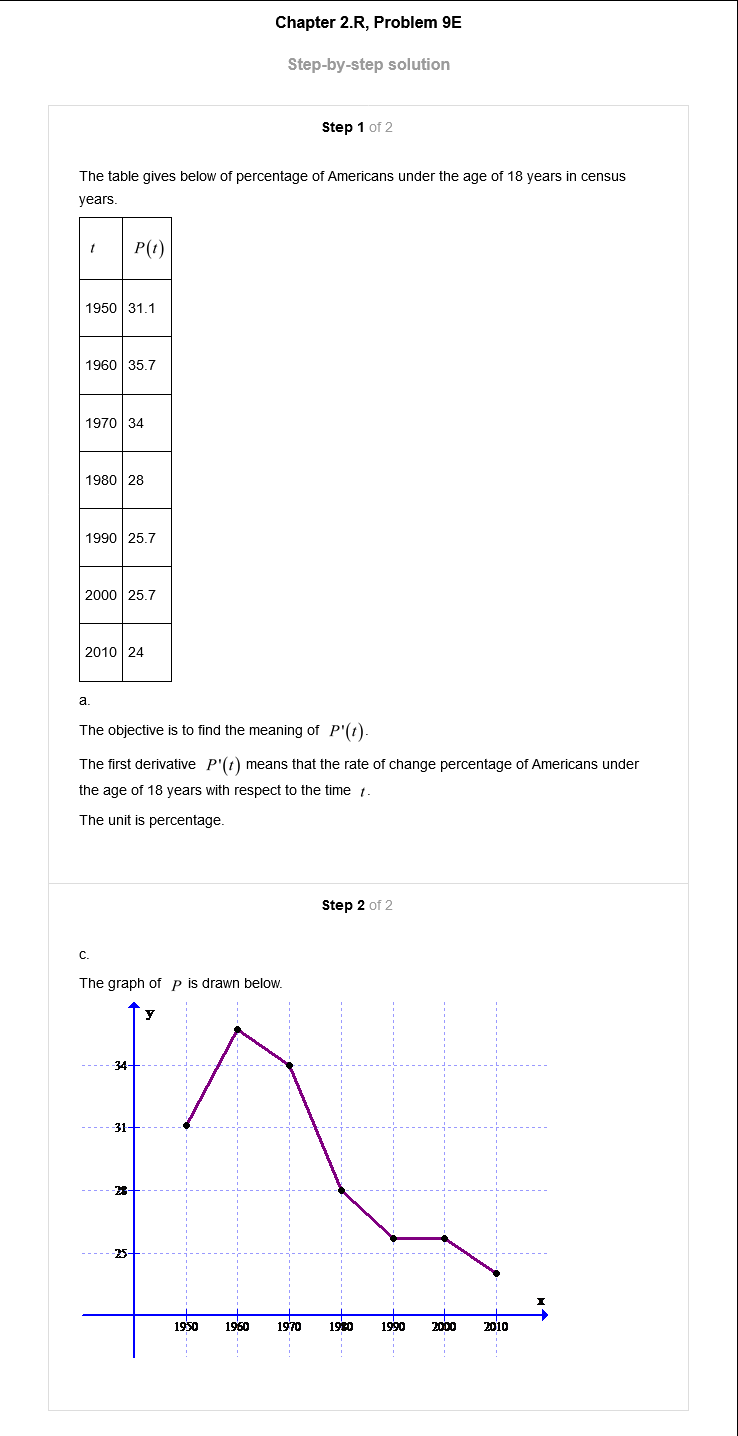 Chapter 2.R, Problem 9E
Step-by-step solution
Step 1 of 2
The table gives below of percentage of Americans under the age of 18 years in census
years.
t P(t)
1950 31.1
1960 35.7
1970 34
1980 28
1990 25.7
2000 25.7
2010 24
a.
The objective is to find the meaning of P'(t).
The first derivative P'(t) means that the rate of change percentage of Americans under
the age of 18 years with respect to the time t.
The unit is percentage.
Step 2 of 2
c.
The graph of P is drawn below.
y
34
31
28
25
x
1950 1960 1970 1980 1990 2000 2010